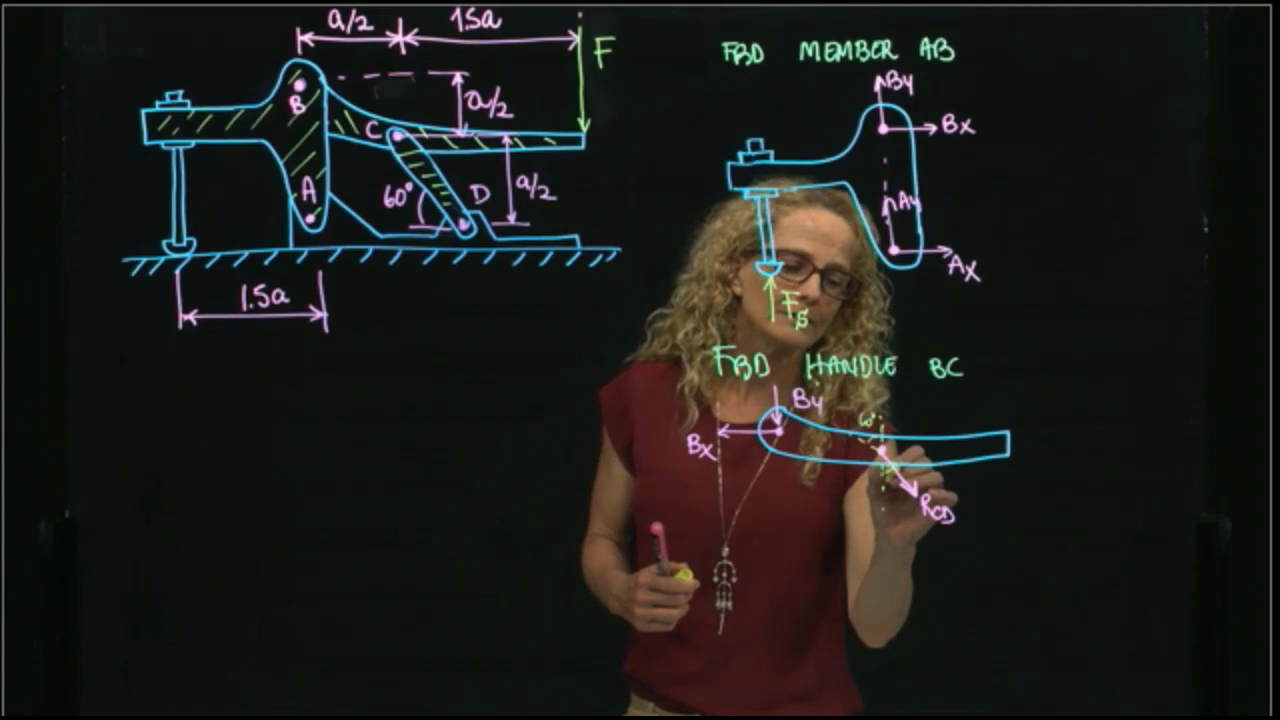 a/2
1.5a
F
B
a/2
C
A
60°
D
a/2
1.5a
FBD MEMBER AB
By
Bx
Ay
Ax
FBD HANDLE BC
By
Bx
RCD